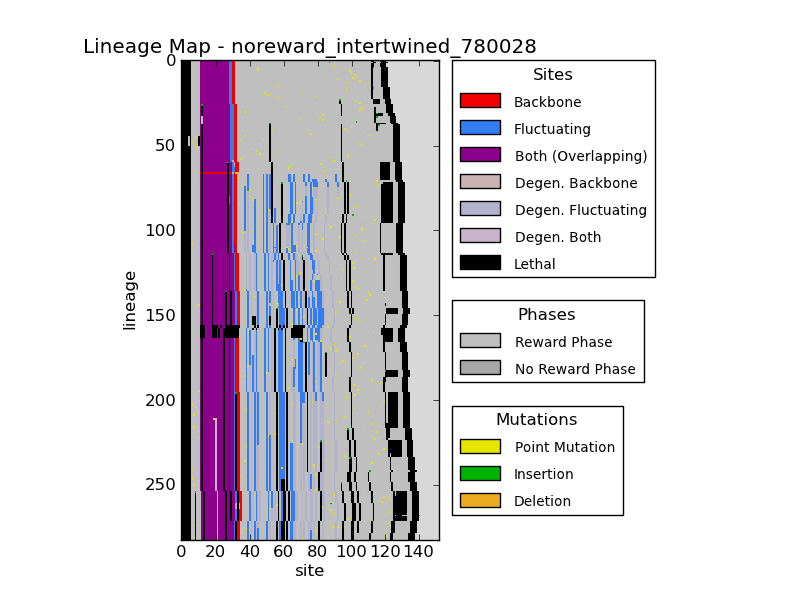 Lineage Map - noreward_intertwined_780028
0
50
100
150
200
250
lineage
0 20 40 60 80 100 120 140
site
Sites
Backbone
Fluctuating
Both (Overlapping)
Degen. Backbone
Degen. Fluctuating
Degen. Both
Lethal
Phases
Reward Phase
No Reward Phase
Mutations
Point Mutation
Insertion
Deletion